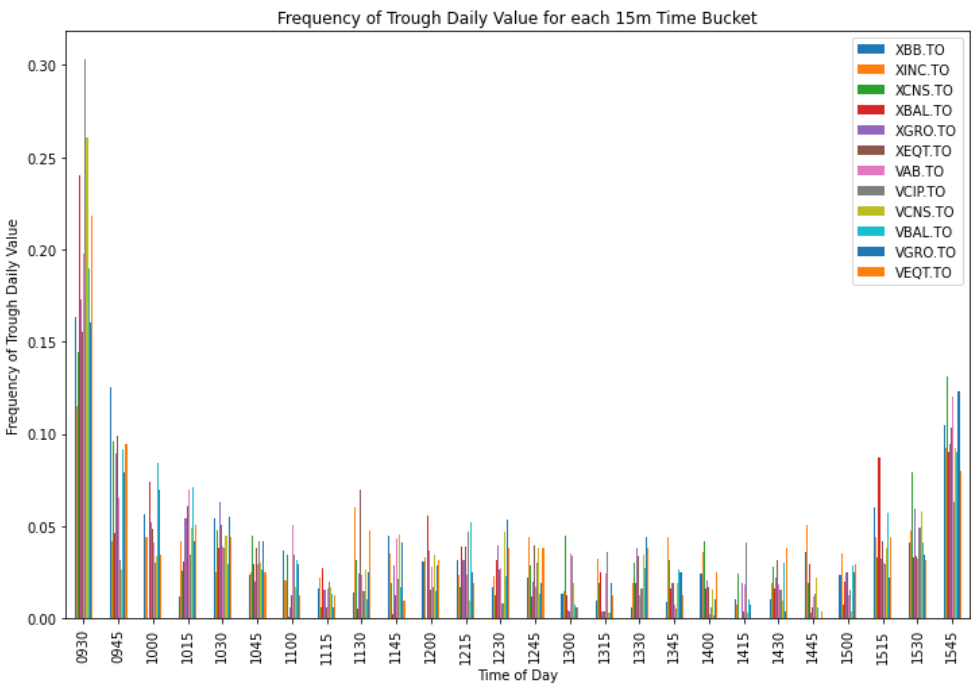 Frequency of Trough Daily Value for each 15m Time Bucket
XBB.TO
XINC.TO
XCNS.TO
XBAL.TO
XGRO.TO
XEQT.TO
VAB.TO
VCIP.TO
VCNS.TO
VBAL.TO
VGRO.TO
VEQT.TO
Frequency of Trough Daily Value
0.30
0.25
0.20
0.15
0.10
0.05
0.00
0930 0945 1000 1015 1030 1045 1100 1115 1130 1145 1200 1215 1230 1245 1300 1315 1330 1345 1400 1415 1430 1445 1500 1515 1530 1545
Time of Day